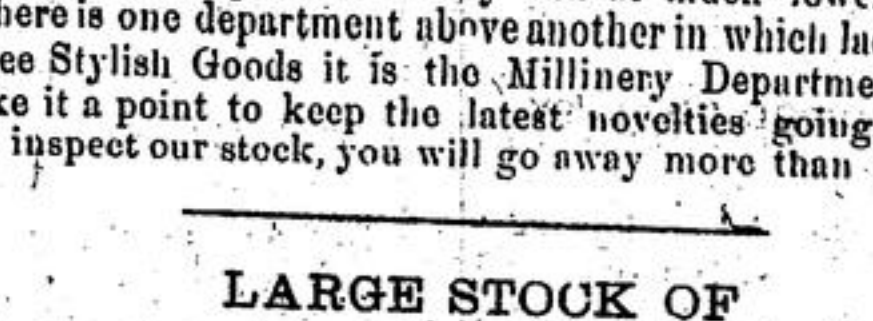 here is one department above another in which la
ee Stylish Goods it is the Millinery Departme
ke it a point to keep the latest novelties going
inspect our stock, you will go away more than
LARGE STOCK OF